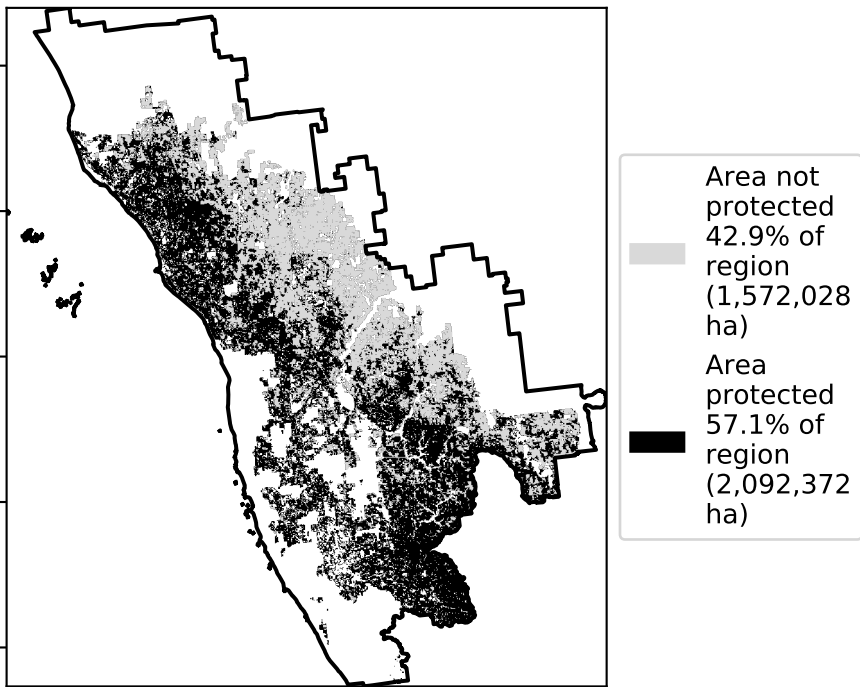 Area not
protected
42.9% of
region
(1,572,028
ha)
Area
protected
57.1% of
region
(2,092,372
ha)